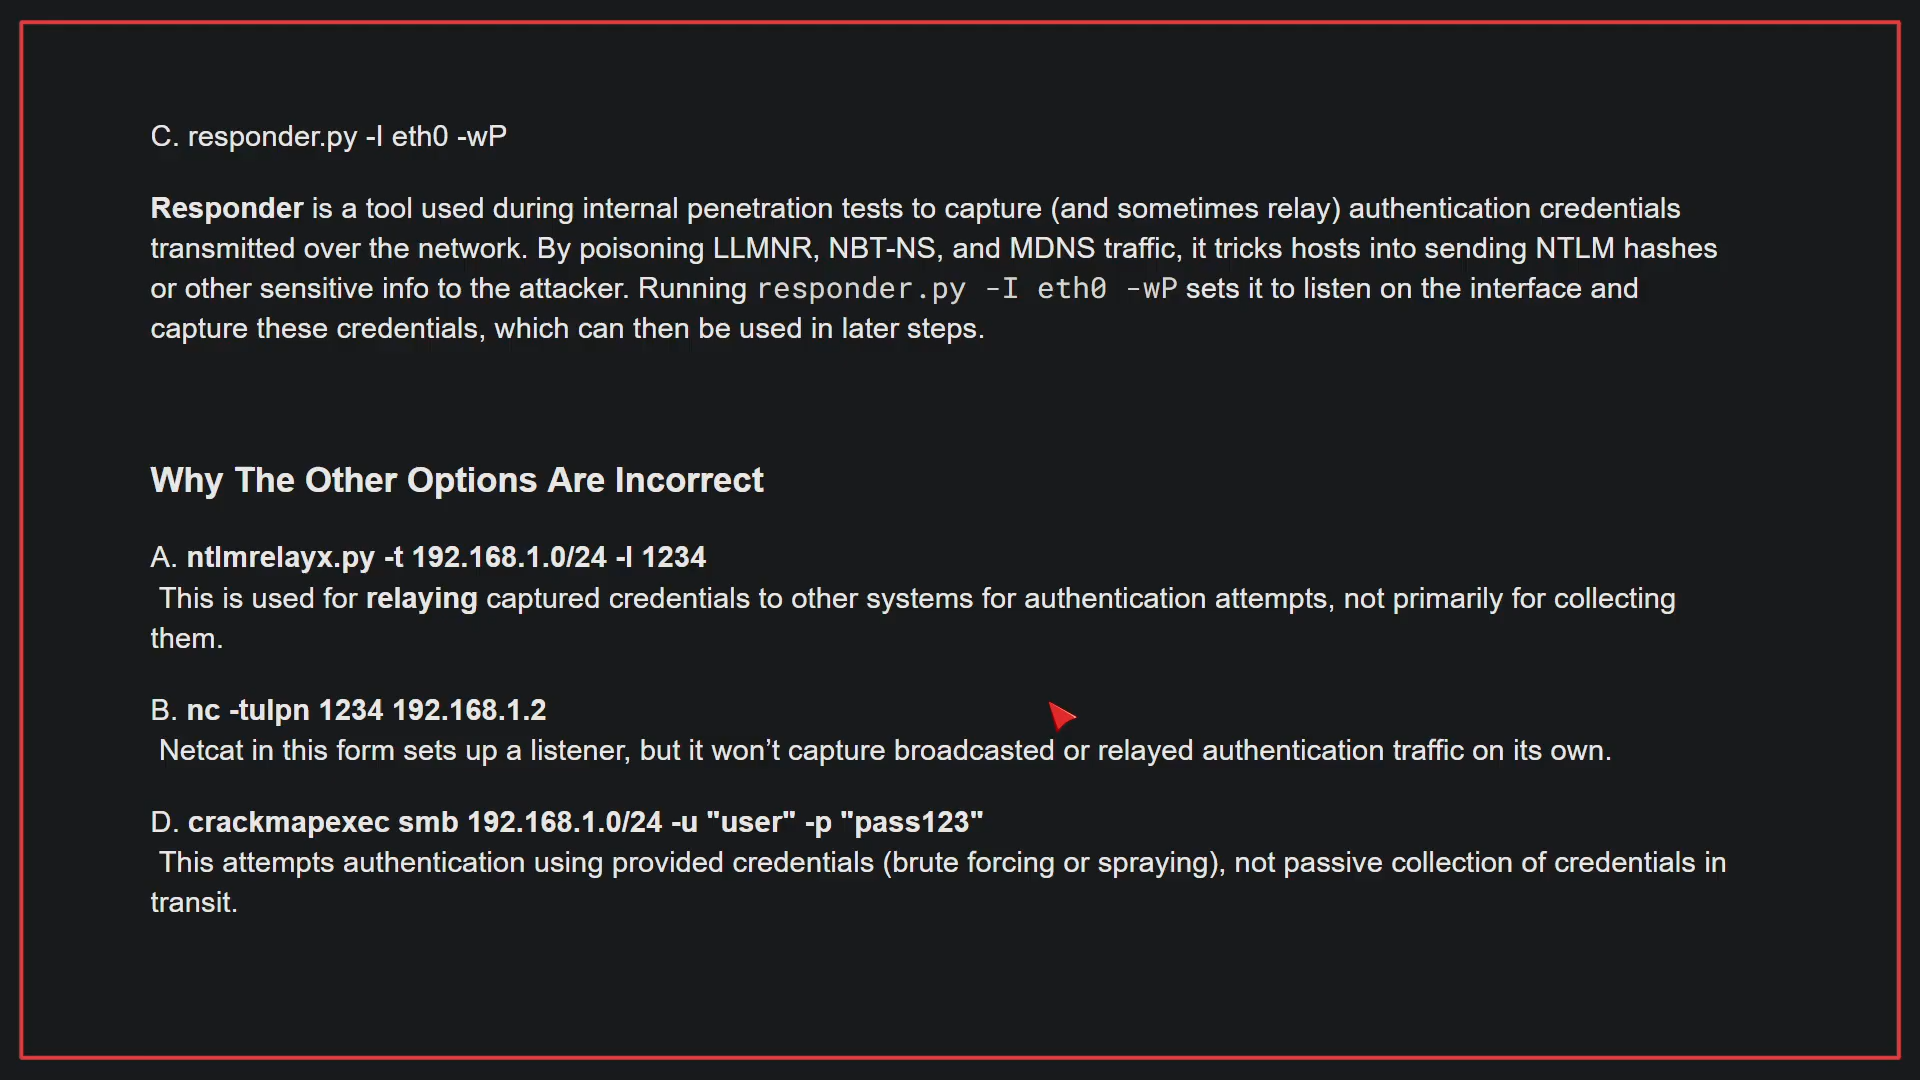 C. responder.py -I eth0 -wP
Responder is a tool used during internal penetration tests to capture (and sometimes relay) authentication credentials
transmitted over the network. By poisoning LLMNR, NBT-NS, and MDNS traffic, it tricks hosts into sending NTLM hashes
or other sensitive info to the attacker. Running responder.py -I eth0 -wP sets it to listen on the interface and
capture these credentials, which can then be used in later steps.
Why The Other Options Are Incorrect
A. ntlmrelayx.py -t 192.168.1.0/24 -l 1234
This is used for relaying captured credentials to other systems for authentication attempts, not primarily for collecting
them.
B. nc -tulpn 1234 192.168.1.2
Netcat in this form sets up a listener, but it won’t capture broadcasted or relayed authentication traffic on its own.
D. crackmapexec smb 192.168.1.0/24 -u "user" -p "pass123"
This attempts authentication using provided credentials (brute forcing or spraying), not passive collection of credentials in
transit.